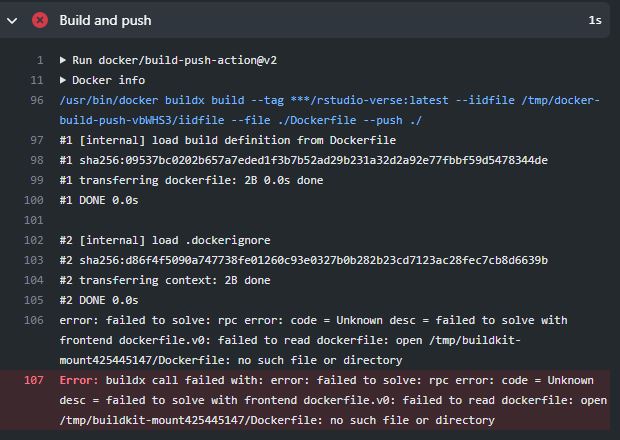 Build and push 1s
1 Run docker/build-push-action@v2
11 Docker info
96 /usr/bin/docker buildx build --tag ***/rstudio-verse:latest --iidfile /tmp/docker-
build-push-vbWHS3/iidfile --file ./Dockerfile --push ./
97 #1 [internal] load build definition from Dockerfile
98 #1 sha256:09537bc0202b657a7eded1f3b7b52ad29b231a32d2a92e77fbbf59d5478344de
99 #1 transferring dockerfile: 2B 0.0s done
100 #1 DONE 0.0s
101
102 #2 [internal] load .dockerignore
103 #2 sha256:d86f4f5090a747738fe01260c93e0327b0b282b23cd7123ac28fec7cb8d6639b
104 #2 transferring context: 2B done
105 #2 DONE 0.0s
106 error: failed to solve: rpc error: code = Unknown desc = failed to solve with
frontend dockerfile.v0: failed to read dockerfile: open /tmp/buildkit-
mount425445147/Dockerfile: no such file or directory
107 Error: buildx call failed with: error: failed to solve: rpc error: code = Unknown
desc = failed to solve with frontend dockerfile.v0: failed to read dockerfile: open
/tmp/buildkit-mount425445147/Dockerfile: no such file or directory